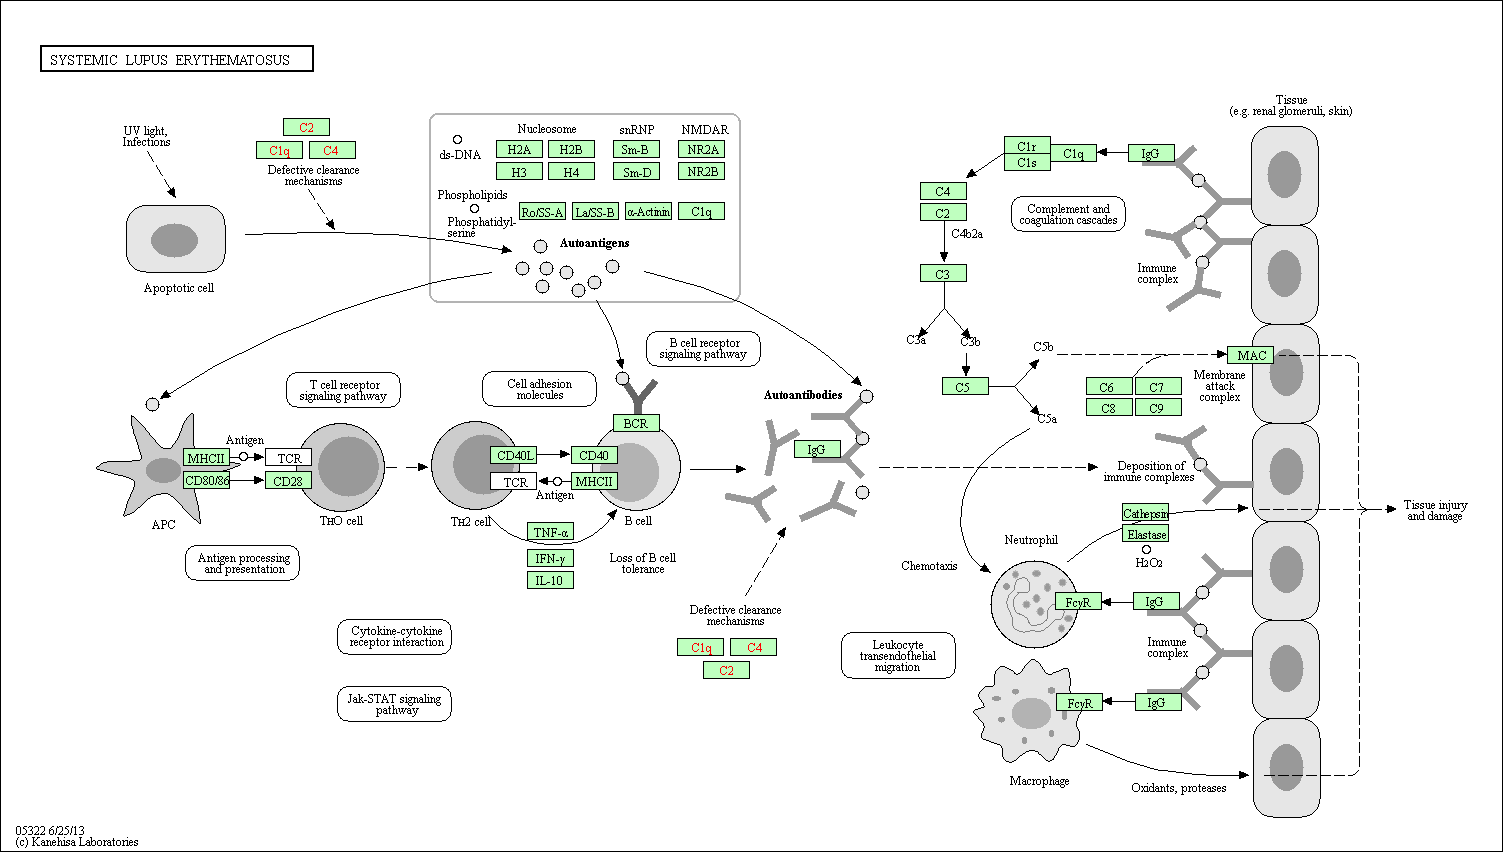 SYSTEMIC LUPUS ERYTHEMATOSUS
UV light,
Infections
C2
C1q
C4
Defective clearance
mechanisms
Apoptotic cell
ds-DNA
Nucleosome
snRNP
NMDAR
H2A
H2B
Sm-B
NR2A
H3
H4
Sm-D
NR2B
Phospholipids
Phosphatidyl-
serine
Ro/SS-A
La/SS-B
α-Actinin
C1q
Autoantigens
B cell receptor
signaling pathway
T cell receptor
signaling pathway
Cell adhesion
molecules
Antigen
MHCII
TCR
CD80/86
CD28
APC
TH0 cell
Antigen processing
and presentation
CD40L
CD40
TCR
MHCII
Antigen
BCR
TH2 cell
B cell
TNF-α
IFN-γ
IL-10
Loss of B cell
tolerance
Autoantibodies
IgG
Defective clearance
mechanisms
C1q
C4
C2
Cytokine-cytokine
receptor interaction
Jak-STAT signaling
pathway
Leukocyte
transendothelial
migration
Tissue
(e.g. renal glomeruli, skin)
C1r
C1s
C1q
IgG
C4
C2
C4b2a
Complement and
coagulation cascades
Immune
complex
C3
C3a
C3b
C5
C5b
C5a
C6
C7
C8
C9
MAC
Membrane
attack
complex
Deposition of
immune complexes
Cathepsin
Elastase
H2O2
Tissue injury
and damage
Neutrophil
Chemotaxis
FcγR
IgG
Immune
complex
FcγR
IgG
Macrophage
Oxidants, proteases
05322 6/25/13
(c) Kanehisa Laboratories